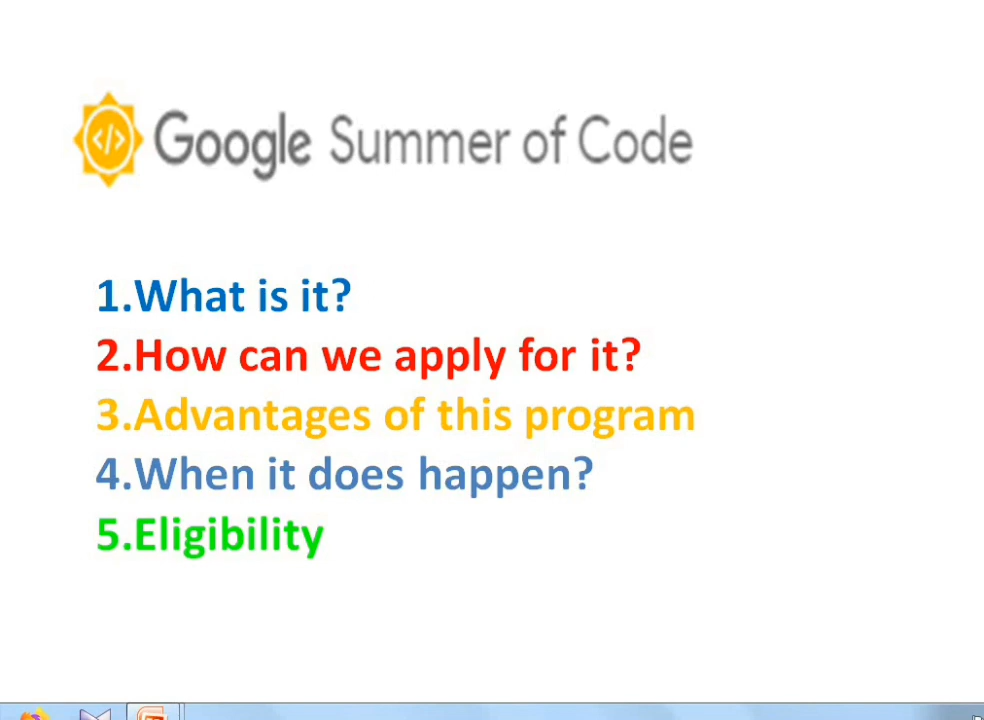 </> Google Summer of Code
1.What is it?
2.How can we apply for it?
3.Advantages of this program
4.When it does happen?
5.Eligibility